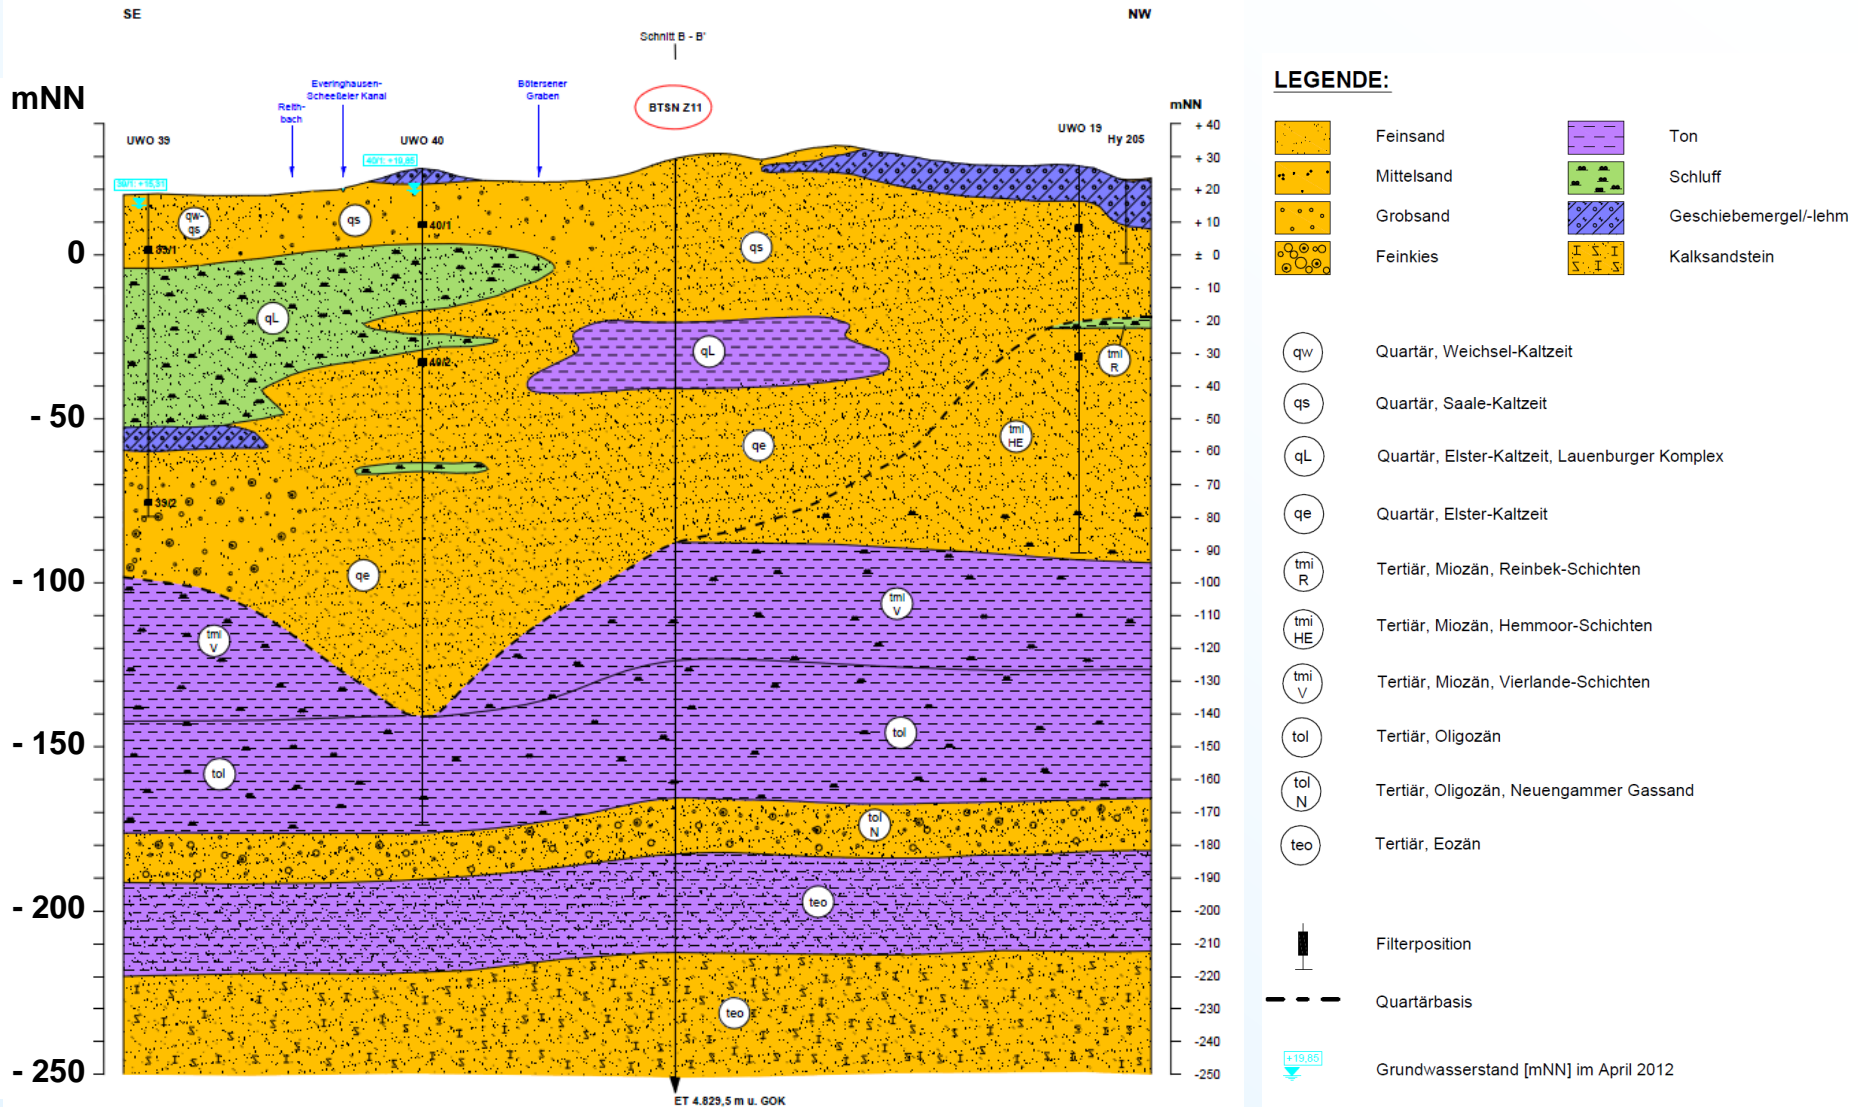 SE
NW
Schnitt B - B'
mNN
Everinghausen-
Scheeßeler Kanal
Bötersener
Graben
Reith-
bach
BTSN Z11
mNN
UWO 39
UWO 40
UWO 19
Hy 205
40/1: +19,65
+ 40
+ 30
+ 20
+ 10
± 0
- 10
- 20
- 30
- 40
- 50
- 60
- 70
- 80
- 90
-100
-110
-120
-130
-140
-150
-160
-170
-180
-190
-200
-210
-220
-230
-240
-250
0
- 50
- 100
- 150
- 200
- 250
qw-
qs
qs
qs
39/1
40/1
qL
qL
40/2
tmi
R
tmi
HE
qe
39/2
qe
tmi
V
tmi
V
tol
tol
tol
N
teo
teo
ET 4.829,5 m u. GOK
LEGENDE:
Feinsand
Mittelsand
Grobsand
Feinkies
Ton
Schluff
Geschiebemergel/-lehm
Kalksandstein
qw Quartär, Weichsel-Kaltzeit
qs Quartär, Saale-Kaltzeit
qL Quartär, Elster-Kaltzeit, Lauenburger Komplex
qe Quartär, Elster-Kaltzeit
tmi
R Tertiär, Miozän, Reinbek-Schichten
tmi
HE Tertiär, Miozän, Hemmoor-Schichten
tmi
V Tertiär, Miozän, Vierlande-Schichten
tol Tertiär, Oligozän
tol
N Tertiär, Oligozän, Neuengammer Gassand
teo Tertiär, Eozän
Filterposition
Quartärbasis
+19,65
Grundwasserstand [mNN] im April 2012